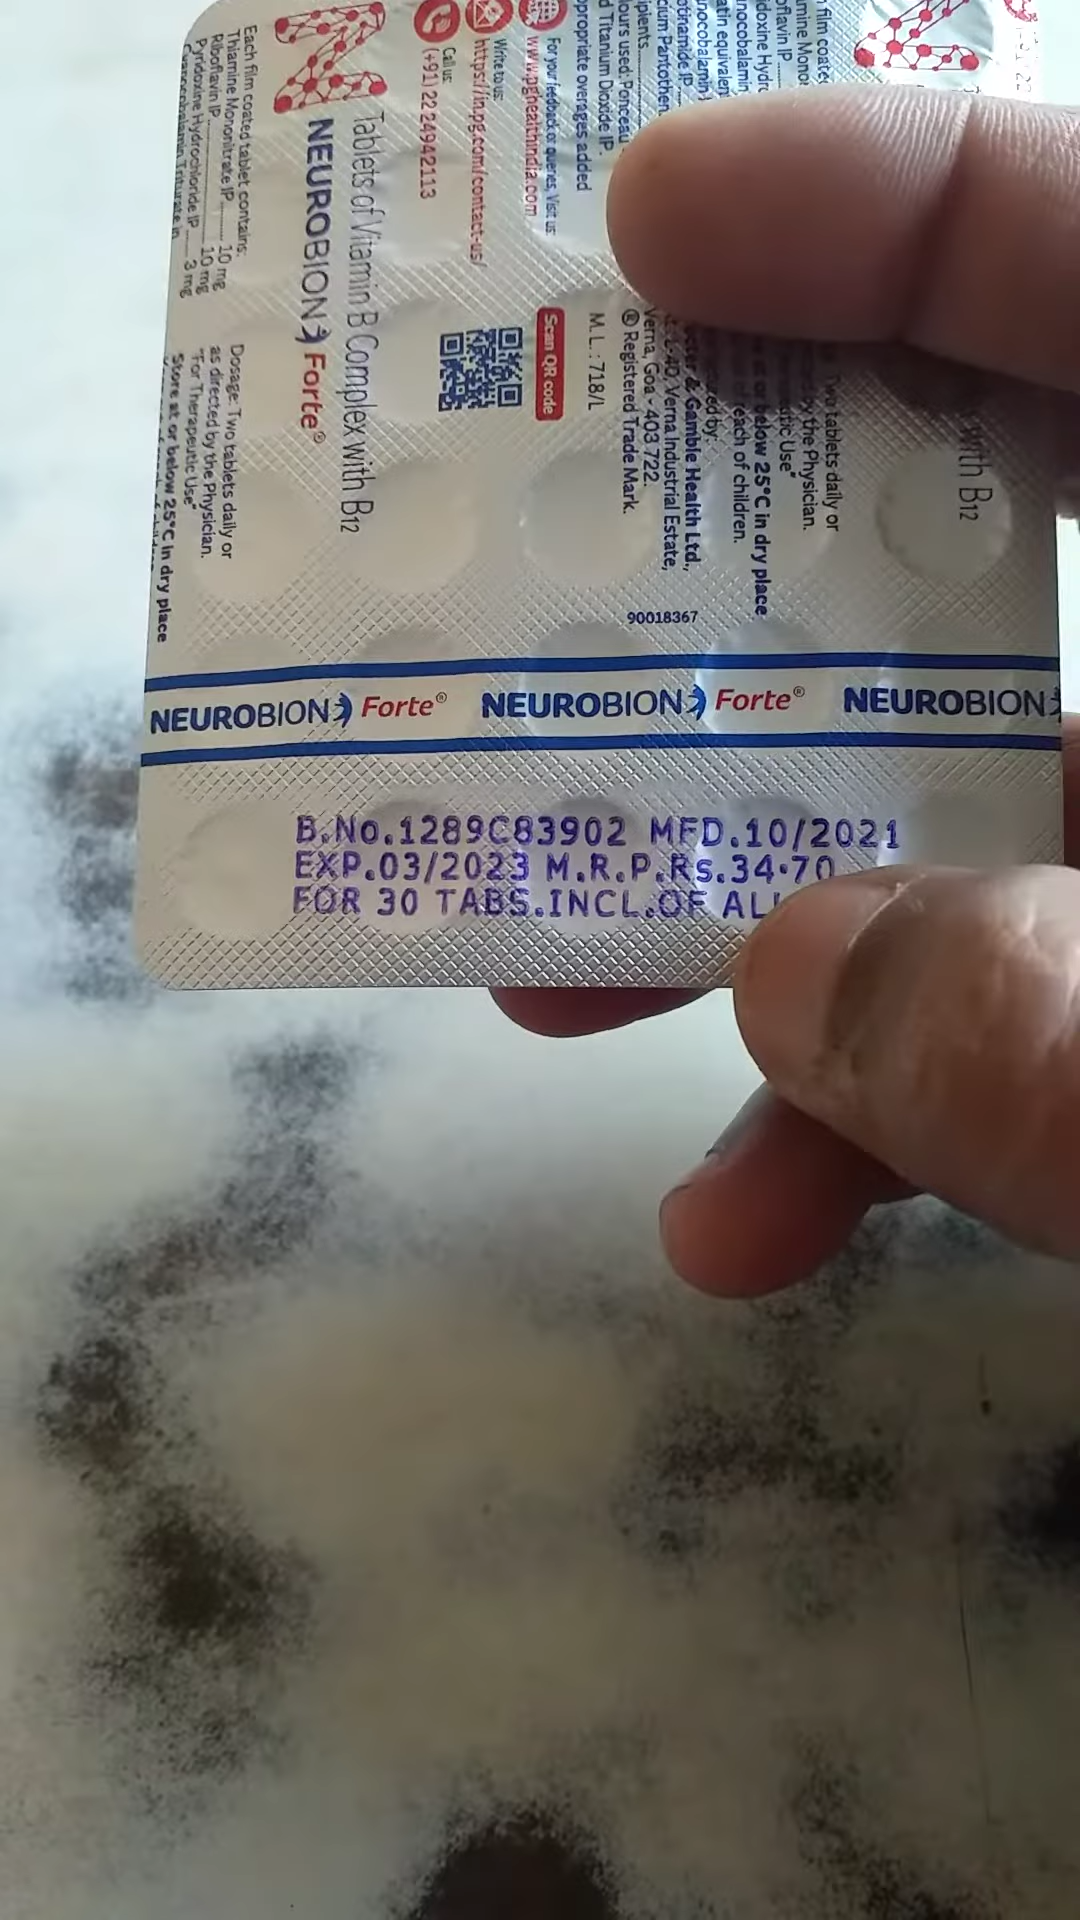 Tablets of Vitamin B Complex with B12
NEUROBION Forte®
Each film coated tablet contains:
Thiamine Mononitrate IP 10 mg
Riboflavin IP 10 mg
Pyridoxine Hydrochloride IP 3 mg
Dosage: Two tablets daily or
as directed by the Physician.
"For Therapeutic Use"
Store at or below 25°C in dry place
For your feedback or queries, Visit us:
www.pghealthindia.com
Write to us:
https://in.pg.com/contact-us/
Call us:
(+91) 22 24942113
Scan QR code
Titanium Dioxide IP.
overages added
Two tablets daily or
by the Physician.
Use"
at or below 25°C in dry place
reach of children.
by:
& Gamble Health Ltd.,
Verna Industrial Estate,
Verna, Goa - 403 722.
® Registered Trade Mark.
M. L. : 718/L
with B12
90018367
NEUROBION Forte® NEUROBION Forte® NEUROBION
B.No.1289C83902 MFD.10/2021
EXP.03/2023 M.R.P.Rs.34.70
FOR 30 TABS.INCL.OF ALL